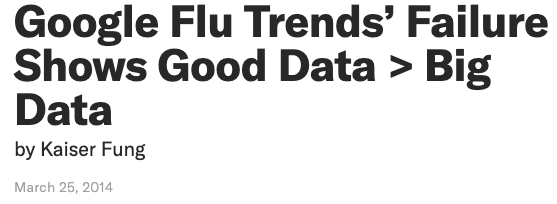 Google Flu Trends’ Failure
Shows Good Data > Big
Data
by Kaiser Fung
March 25, 2014